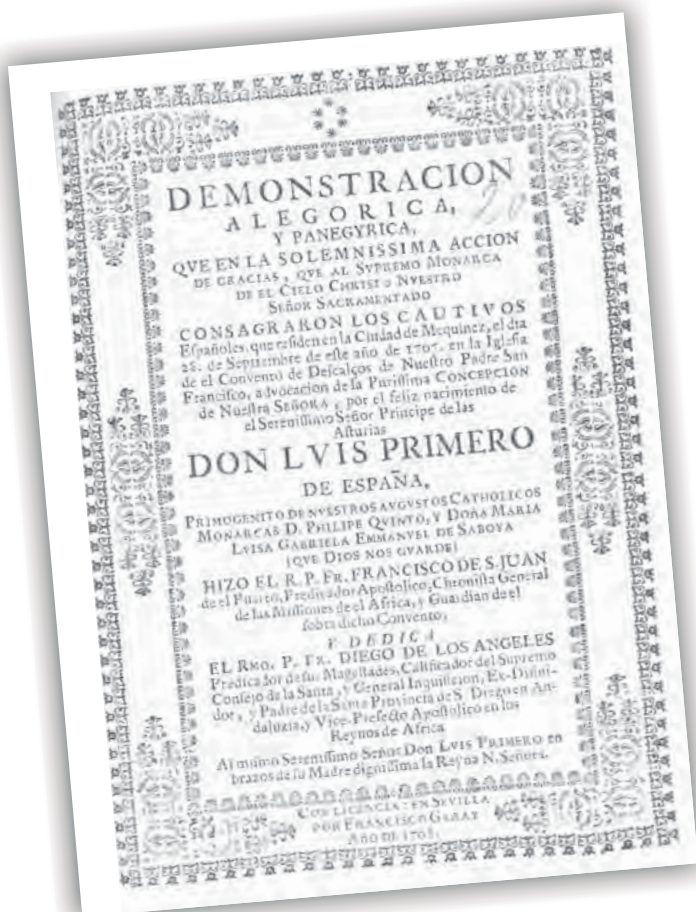 DEMONSTRACION
ALEGORICA,
Y PANEGYRICA,
QVE EN LA SOLEMNISSIMA ACCION
DE GRACIAS, QVE AL SVPREMO MONARCA
DE EL CIELO CHRISTO NVESTRO
SEÑOR SACRAMENTADO
CONSAGRARON LOS CAUTIVOS
Eſpañoles, que reſiden en la Ciudad de Mequinez, el dia
de Septiembre de eſte año de 1707. en la Igleſia
de el Convento de Deſcalços de Nueſtro Padre San
Franciſco, advocacion de la Puriſſima CONCEPCION
de Nueſtra SEÑORA, por el feliz nacimiento de
el Sereniſſimo Señor Principe de las
Aſturias
DON LVIS PRIMERO
DE ESPAÑA,
PRIMOGENITO DE NVESTROS AVGVSTOS CATHOLICOS
MONARCAS D. PHILIPE QVINTO, Y DOÑA MARIA
LVISA GABRIELA EMMANVEL DE SABOYA
(QVE DIOS NOS GVARDE)
HIZO EL R. P. FR. FRANCISCO DE S. JUAN
de el Puerto, Predicador Apoſtolico, Chroniſta General
de las Miſſiones de el Africa, y Guardian de el
ſobredicho Convento,
Y DEDICA
EL RMO. P. FR. DIEGO DE LOS ANGELES
Predicador de ſu Mageſtades, Calificador del Supremo
Conſejo de la Santa, y General Inquiſicion, Ex-Difini-
dor, y Padre de la Santa Provincia de S. Diego en An-
daluzia, y Vice-Prefecto Apoſtolico en los
Reynos de Africa
Al miſmo Sereniſſimo Señor DON LVIS PRIMERO en
brazos de ſu Madre digniſſima la Reyna N. Señora.
CON LICENCIA: EN SEVILLA
POR FRANCISCO GARAY
AÑO DE 1708.